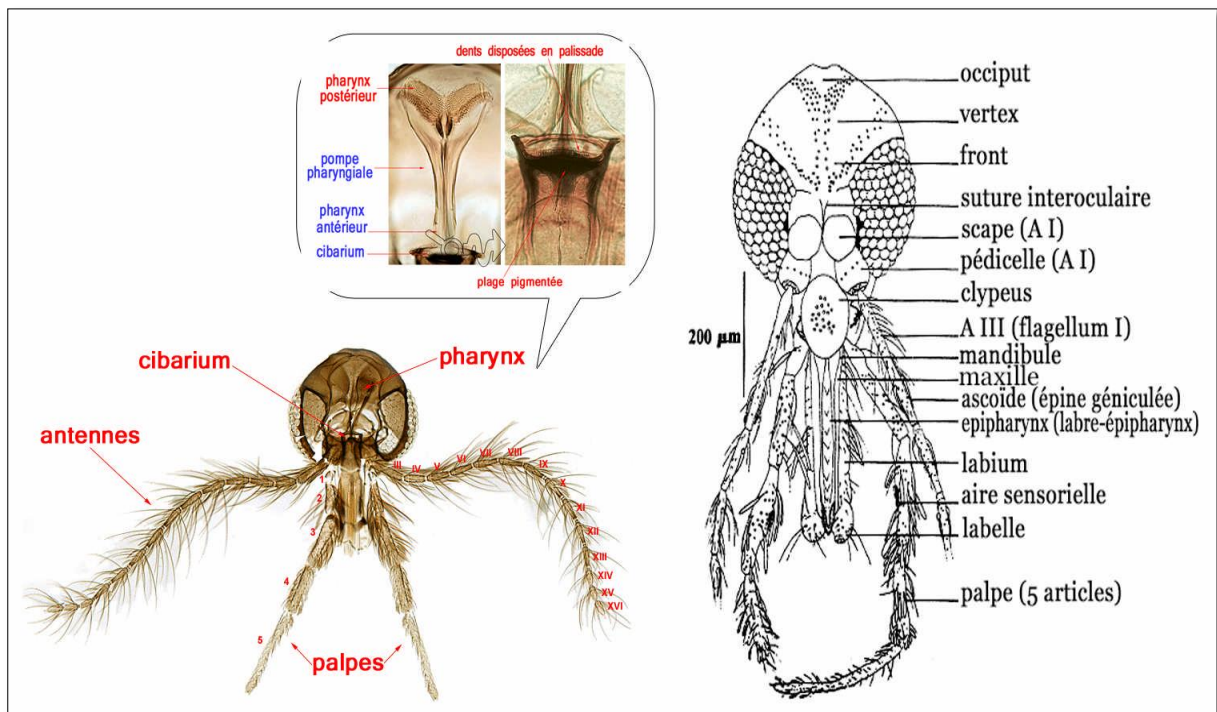 dents disposées en palissade
pharynx
postérieur
pompe
pharyngiale
pharynx
antérieur
cibarium
plage pigmentée
cibarium
pharynx
antennes
III
IV
V
VI
VII
VIII
IX
X
XI
XII
XIII
XIV
XV
XVI
1
2
3
4
5
palpes
occiput
vertex
front
suture interoculaire
scape (A I)
pédicelle (A I)
clypeus
200 µm
A III (flagellum I)
mandibule
maxille
ascoïde (épine géniculée)
epipharynx (labre-épipharynx)
labium
aire sensorielle
labelle
palpe (5 articles)